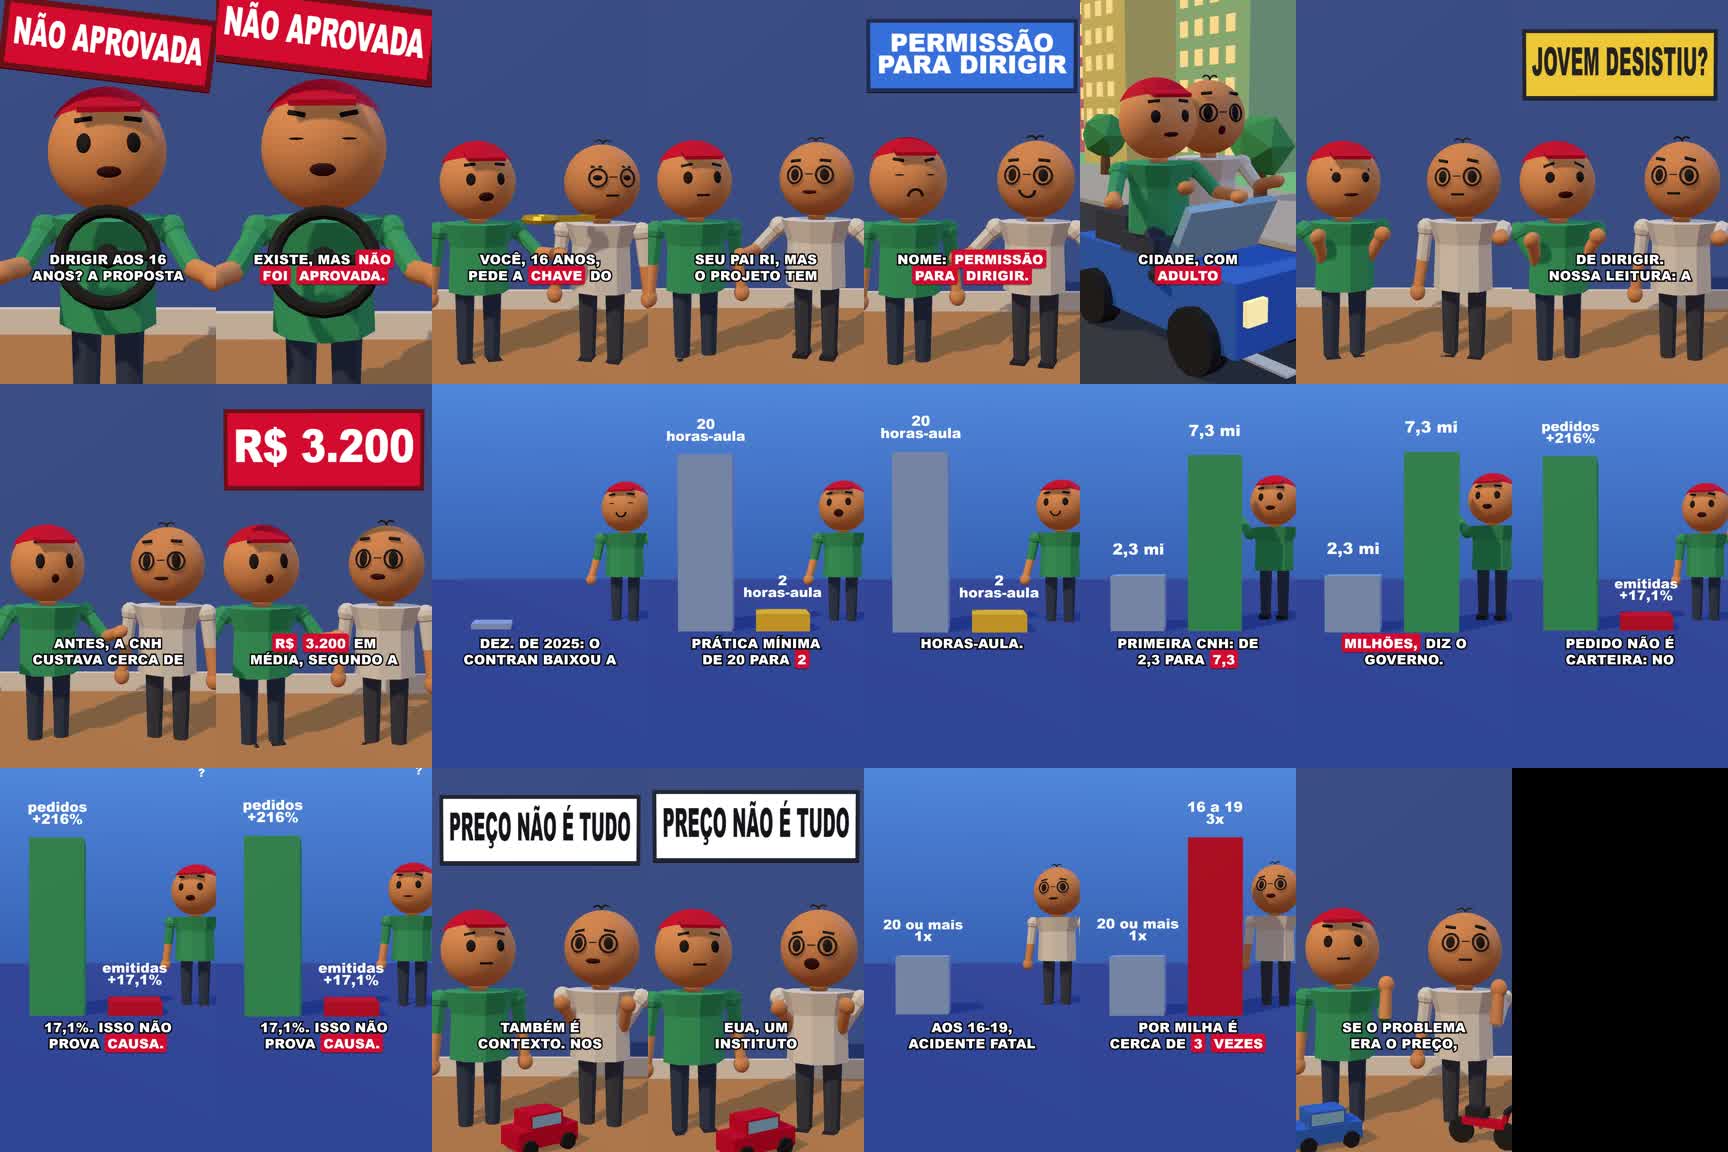 NÃO APROVADA
DIRIGIR AOS 16
ANOS? A PROPOSTA
NÃO APROVADA
EXISTE, MAS NÃO
FOI APROVADA.
VOCÊ, 16 ANOS,
PEDE A CHAVE DO
SEU PAI RI, MAS
O PROJETO TEM
PERMISSÃO
PARA DIRIGIR
NOME: PERMISSÃO
PARA DIRIGIR.
CIDADE, COM
ADULTO
JOVEM DESISTIU?
DE DIRIGIR.
NOSSA LEITURA: A
ANTES, A CNH
CUSTAVA CERCA DE
R$ 3.200
R$ 3.200 EM
MÉDIA, SEGUNDO A
DEZ. DE 2025: O
CONTRAN BAIXOU A
20
horas-aula
2
horas-aula
PRÁTICA MÍNIMA
DE 20 PARA 2
20
horas-aula
2
horas-aula
HORAS-AULA.
7,3 mi
2,3 mi
PRIMEIRA CNH: DE
2,3 PARA 7,3
7,3 mi
2,3 mi
MILHÕES, DIZ O
GOVERNO.
pedidos
+216%
emitidas
+17,1%
PEDIDO NÃO É
CARTEIRA: NO
?
pedidos
+216%
emitidas
+17,1%
17,1%. ISSO NÃO
PROVA CAUSA.
?
pedidos
+216%
emitidas
+17,1%
17,1%. ISSO NÃO
PROVA CAUSA.
PREÇO NÃO É TUDO
TAMBÉM É
CONTEXTO. NOS
PREÇO NÃO É TUDO
EUA, UM
INSTITUTO
20 ou mais
1x
AOS 16-19,
ACIDENTE FATAL
16 a 19
3x
20 ou mais
1x
POR MILHA É
CERCA DE 3 VEZES
SE O PROBLEMA
ERA O PREÇO,